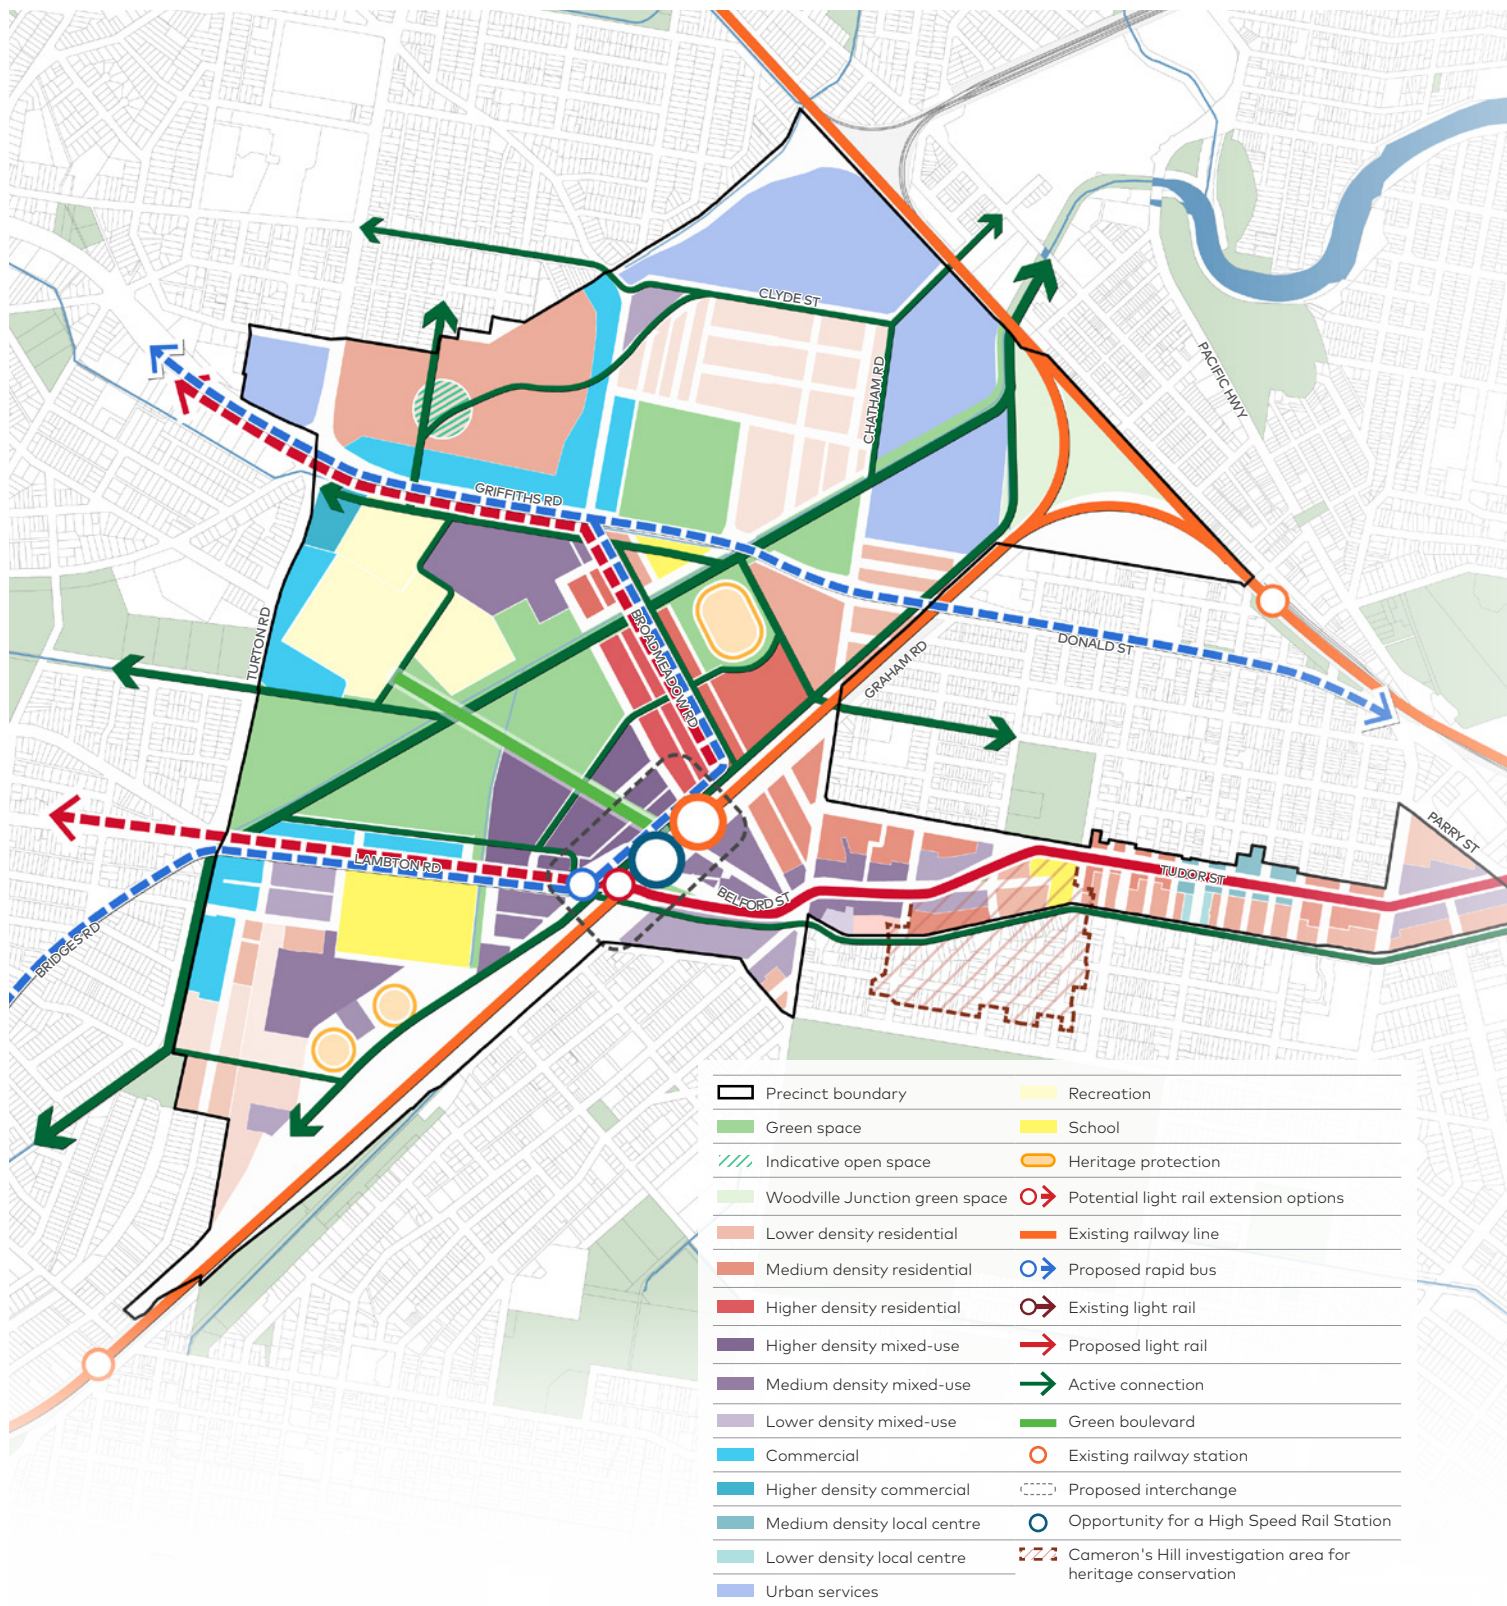 CLYDE ST
CHATHAM RD
PACIFIC HWY
GRIFFITHS RD
TURTON RD
BROADMEADOW RD
DONALD ST
GRAHAM RD
PARRY ST
LAMBTON RD
TUDOR ST
BELFORD ST
BRIDGES RD
Precinct boundary
Green space
Indicative open space
Woodville Junction green space
Lower density residential
Medium density residential
Higher density residential
Higher density mixed-use
Medium density mixed-use
Lower density mixed-use
Commercial
Higher density commercial
Medium density local centre
Lower density local centre
Urban services
Recreation
School
Heritage protection
Potential light rail extension options
Existing railway line
Proposed rapid bus
Existing light rail
Proposed light rail
Active connection
Green boulevard
Existing railway station
Proposed interchange
Opportunity for a High Speed Rail Station
Cameron's Hill investigation area for
heritage conservation